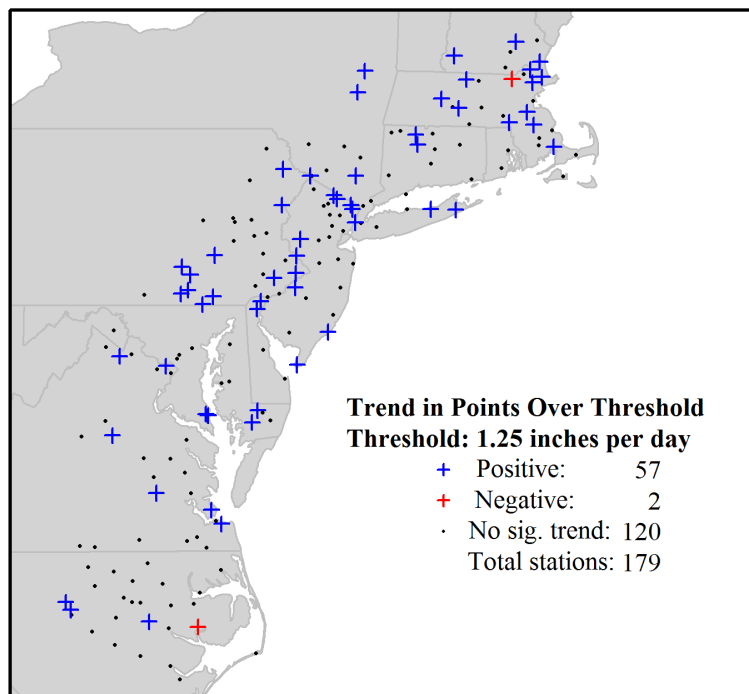 Trend in Points Over Threshold
Threshold: 1.25 inches per day
Positive: 57
Negative: 2
No sig. trend: 120
Total stations: 179